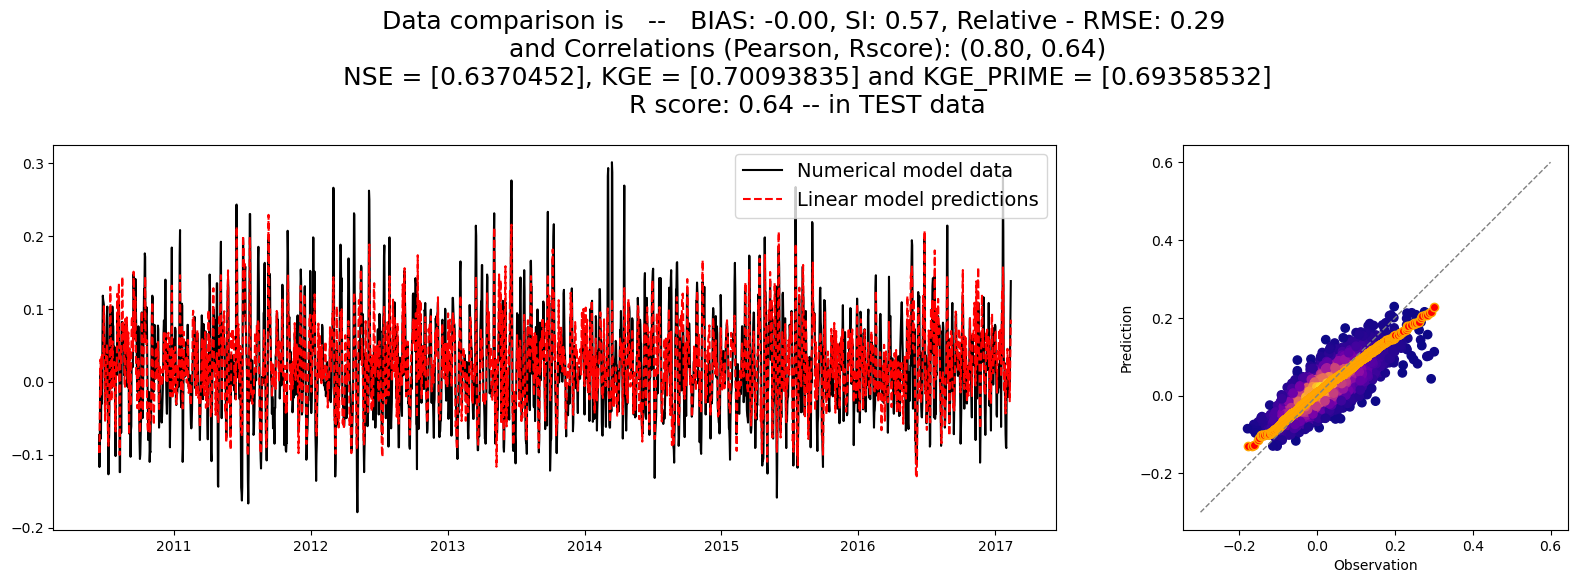 Data comparison is   --   BIAS: -0.00, SI: 0.57, Relative - RMSE: 0.29
and Correlations (Pearson, Rscore): (0.80, 0.64)
NSE = [0.6370452], KGE = [0.70093835] and KGE_PRIME = [0.69358532]
R score: 0.64 -- in TEST data
0.3
0.2
0.1
0.0
−0.1
−0.2
2011
2012
2013
2014
2015
2016
2017
Numerical model data
Linear model predictions
Prediction
0.6
0.4
0.2
0.0
−0.2
−0.2
0.0
0.2
0.4
0.6
Observation